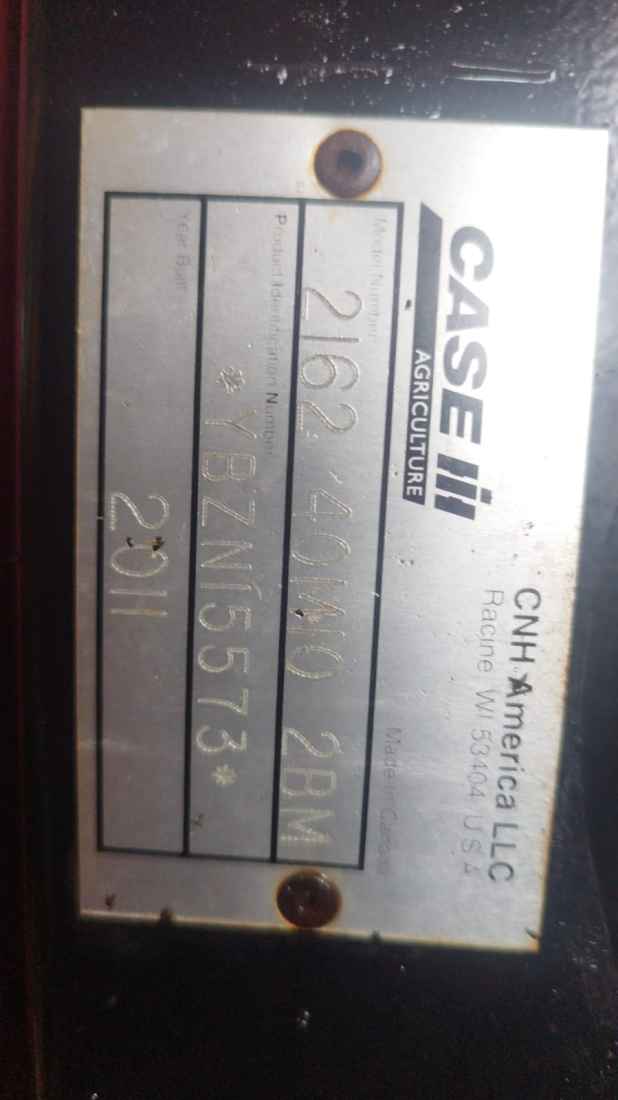 CASE IH
AGRICULTURE
CNH America LLC
Racine WI 53404 U S A
Model Number
Made in Canada
2162
2BM
Product Identification Number
*YBZN15573*
Year Built
2011